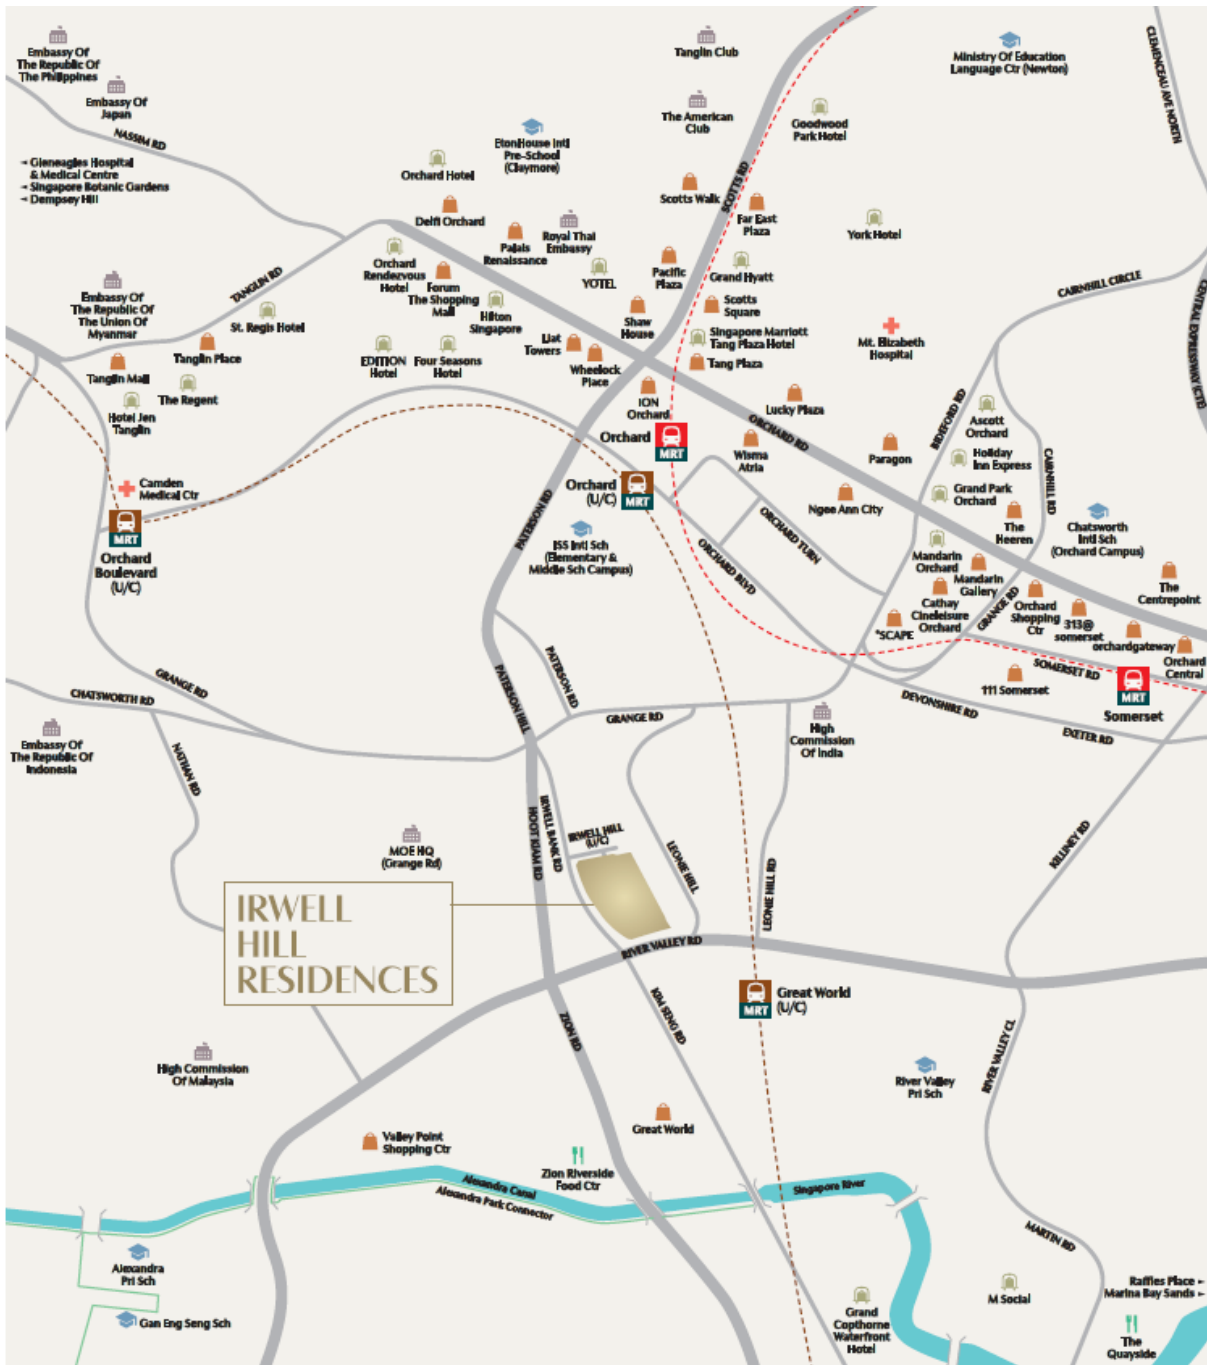 Embassy Of
The Republic Of
The Philippines
Embassy Of
Japan
NASSIM RD
Gleneagles Hospital
& Medical Centre
Singapore Botanic Gardens
Dempsey Hill
Tanglin Club
The American
Club
Ministry Of Education
Language Ctr (Newton)
CLEMENCEAU AVE NORTH
Goodwood
Park Hotel
EtonHouse Intl
Pre-School
(Claymore)
Orchard Hotel
Delfi Orchard
Palais
Renaissance
Royal Thai
Embassy
YOTEL
Scotts Walk
SCOTTS RD
Far East
Plaza
York Hotel
Pacific
Plaza
Grand Hyatt
Orchard
Rendezvous
Hotel
Forum
The Shopping
Mall
Hilton
Singapore
Shaw
House
Scotts
Square
Singapore Marriott
Tang Plaza Hotel
Tang Plaza
Mt. Elizabeth
Hospital
CAIRNHILL CIRCLE
CENTRAL EXPRESSWAY (CTE)
Embassy Of
The Republic Of
The Union Of
Myanmar
TANGLIN RD
St. Regis Hotel
Tanglin Place
Tanglin Mall
The Regent
Hotel Jen
Tanglin
EDITION
Hotel
Four Seasons
Hotel
Liat
Towers
Wheelock
Place
ION
Orchard
Orchard
MRT
Lucky Plaza
ORCHARD RD
Wisma
Atria
Paragon
BIDEFORD RD
Ascott
Orchard
Holiday
Inn Express
CAIRNHILL RD
Grand Park
Orchard
The
Heeren
Chatsworth
Intl Sch
(Orchard Campus)
Camden
Medical Ctr
MRT
Orchard
Boulevard
(U/C)
Orchard
(U/C)
MRT
PATERSON RD
ISS Intl Sch
(Elementary &
Middle Sch Campus)
Ngee Ann City
ORCHARD TURN
ORCHARD BLVD
Mandarin
Orchard
Mandarin
Gallery
Cathay
Cineleisure
Orchard
*SCAPE
GRANGE RD
Orchard
Shopping
Ctr
313@
somerset
The
Centrepoint
orchardgateway
Orchard
Central
SOMERSET RD
111 Somerset
MRT
Somerset
DEVONSHIRE RD
EXETER RD
GRANGE RD
CHATSWORTH RD
PATERSON RD
PATERSON HILL
GRANGE RD
High
Commission
Of India
Embassy Of
The Republic Of
Indonesia
NATHAN RD
MOE HQ
(Grange Rd)
IRWELL BANK RD
HOOT KIAM RD
IRWELL HILL
(U/C)
LEONIE HILL
LEONIE HILL RD
KILLINEY RD
IRWELL
HILL
RESIDENCES
RIVER VALLEY RD
KIM SENG RD
ZION RD
MRT
Great World
(U/C)
RIVER VALLEY CL
High Commission
Of Malaysia
River Valley
Pri Sch
Great World
Valley Point
Shopping Ctr
Zion Riverside
Food Ctr
Alexandra Canal
Alexandra Park Connector
Singapore River
MARTIN RD
Alexandra
Pri Sch
Gan Eng Seng Sch
Grand
Copthorne
Waterfront
Hotel
M Social
Raffles Place
Marina Bay Sands
The
Quayside